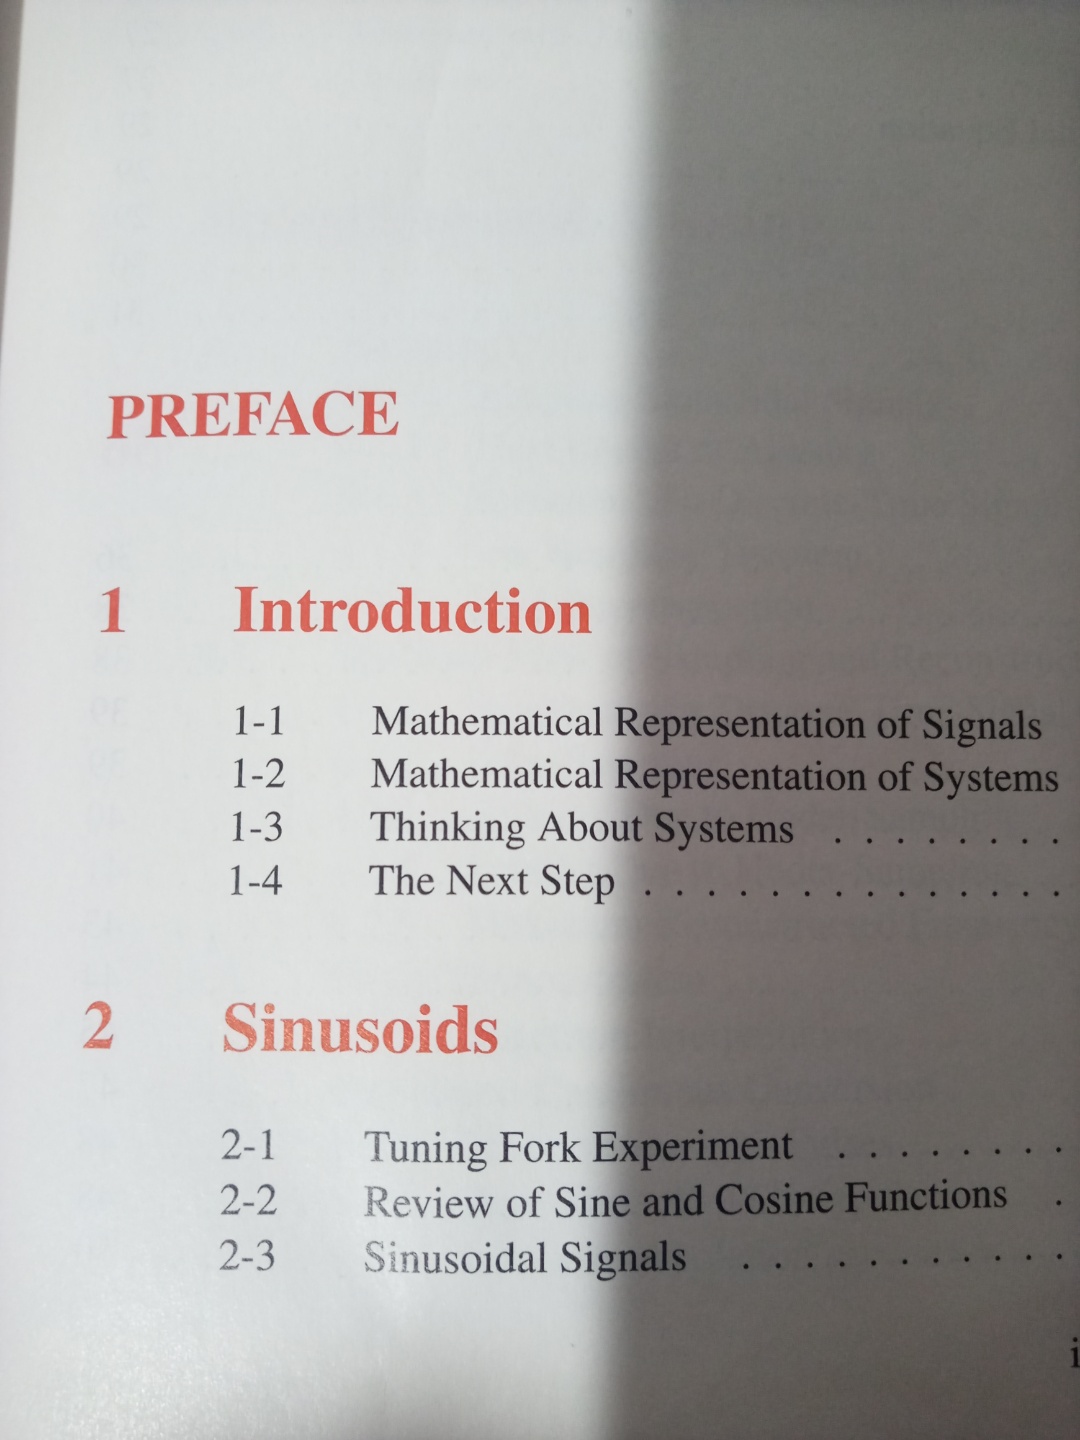 PREFACE
1 Introduction
1-1 Mathematical Representation of Signals
1-2 Mathematical Representation of Systems
1-3 Thinking About Systems . . . . . . . .
1-4 The Next Step . . . . . . . . . . . . . .
2 Sinusoids
2-1 Tuning Fork Experiment . . . . . . . .
2-2 Review of Sine and Cosine Functions .
2-3 Sinusoidal Signals . . . . . . . . . . .